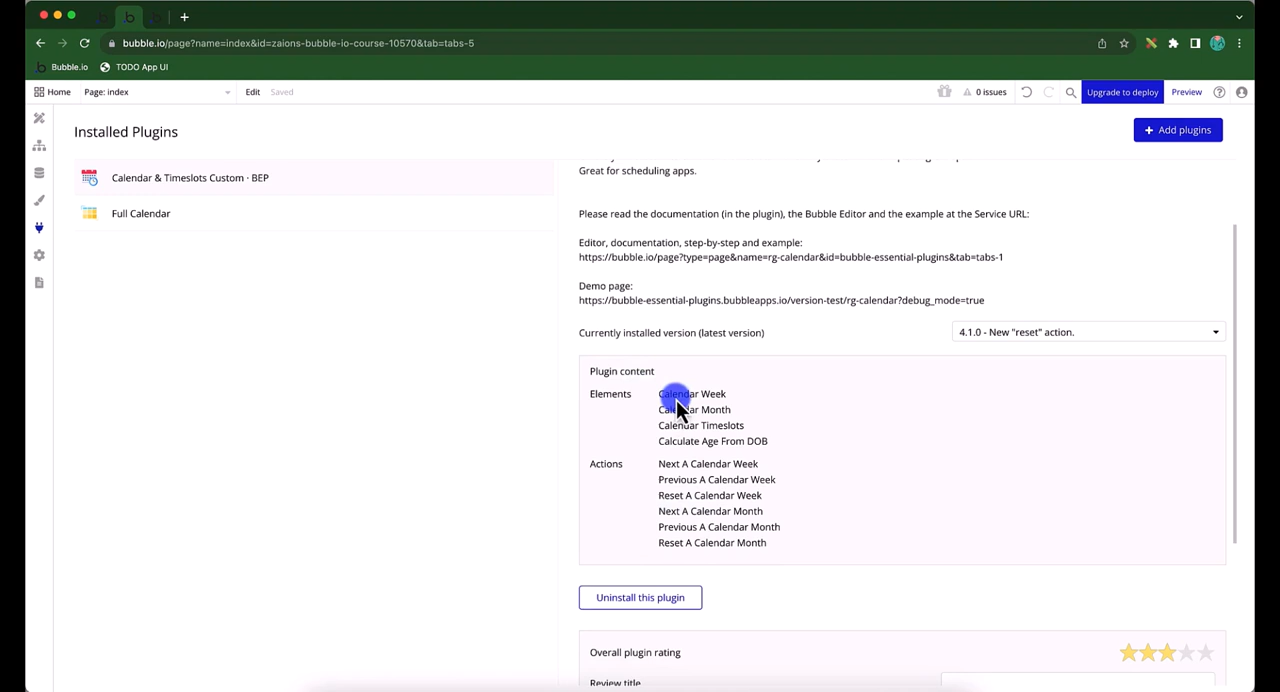 bubble.io/page?name=index&id=zaions-bubble-io-course-10570&tab=tabs-5
Bubble.io
TODO App UI
Home
Page: index
Edit
Saved
0 issues
Upgrade to deploy
Preview
Installed Plugins
+ Add plugins
Calendar & Timeslots Custom · BEP
Full Calendar
Great for scheduling apps.
Please read the documentation (in the plugin), the Bubble Editor and the example at the Service URL:
Editor, documentation, step-by-step and example:
https://bubble.io/page?type=page&name=rg-calendar&id=bubble-essential-plugins&tab=tabs-1
Demo page:
https://bubble-essential-plugins.bubbleapps.io/version-test/rg-calendar?debug_mode=true
Currently installed version (latest version)
4.1.0 - New "reset" action.
Plugin content
Elements
Calendar Week
Calendar Month
Calendar Timeslots
Calculate Age From DOB
Actions
Next A Calendar Week
Previous A Calendar Week
Reset A Calendar Week
Next A Calendar Month
Previous A Calendar Month
Reset A Calendar Month
Uninstall this plugin
Overall plugin rating
Review title